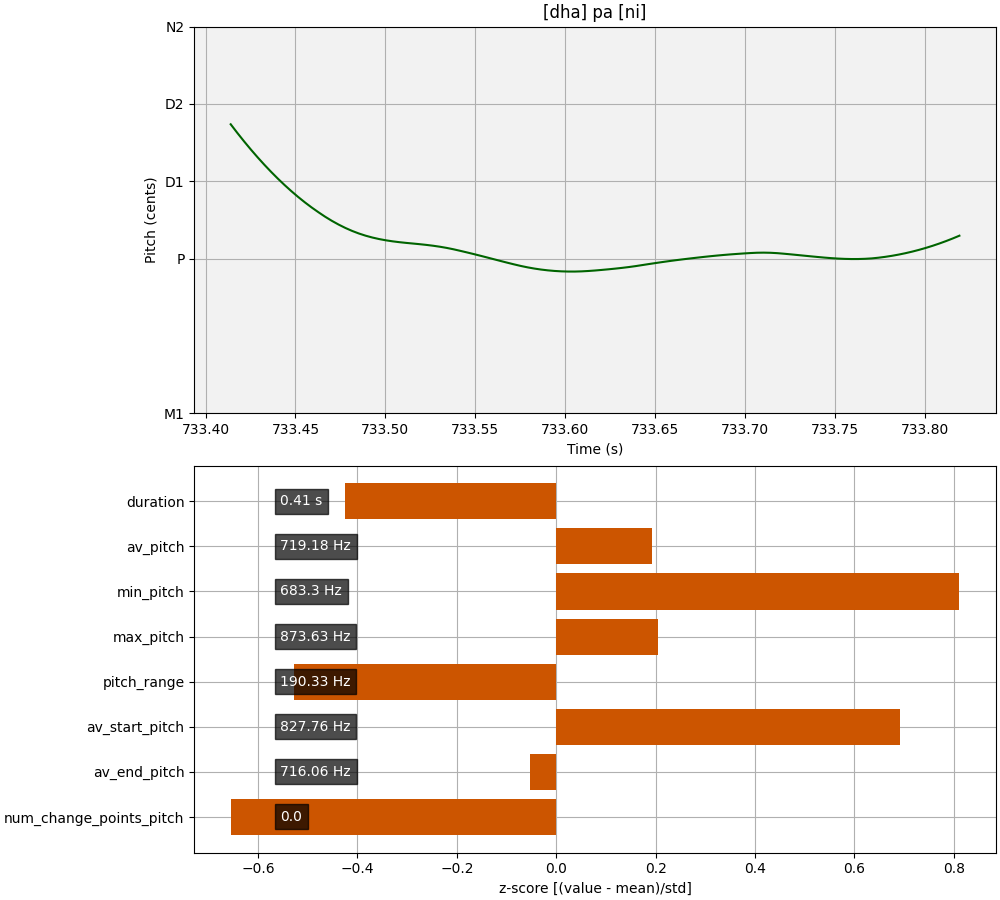 [dha] pa [ni]
N2
D2
D1
P
M1
Pitch (cents)
733.40 733.45 733.50 733.55 733.60 733.65 733.70 733.75 733.80
Time (s)
duration 0.41 s
av_pitch 719.18 Hz
min_pitch 683.3 Hz
max_pitch 873.63 Hz
pitch_range 190.33 Hz
av_start_pitch 827.76 Hz
av_end_pitch 716.06 Hz
num_change_points_pitch 0.0
−0.6 −0.4 −0.2 0.0 0.2 0.4 0.6 0.8
z-score [(value - mean)/std]